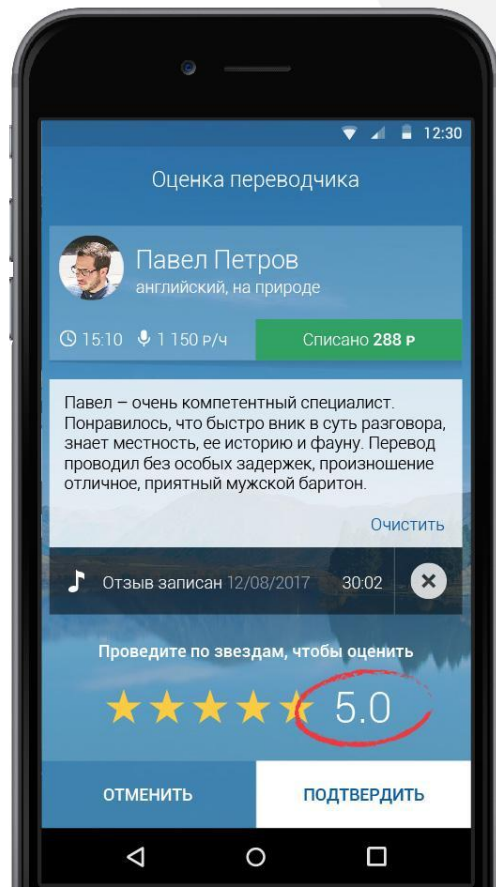 12:30
Оценка переводчика
Павел Петров
английский, на природе
15:10 1 150 Р/Ч Списано 288 Р
Павел – очень компетентный специалист.
Понравилось, что быстро вник в суть разговора,
знает местность, ее историю и фауну. Перевод
проводил без особых задержек, произношение
отличное, приятный мужской баритон.
Очистить
Отзыв записан 12/08/2017 30:02
Проведите по звездам, чтобы оценить
5.0
ОТМЕНИТЬ ПОДТВЕРДИТЬ